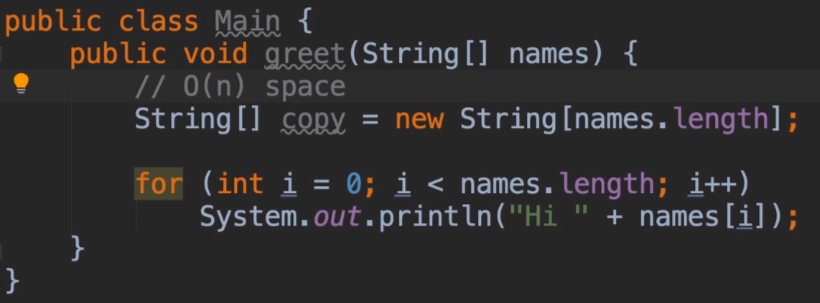 public class Main {
    public void greet(String[] names) {
        // O(n) space
        String[] copy = new String[names.length];

        for (int i = 0; i < names.length; i++)
            System.out.println("Hi " + names[i]);
    }
}